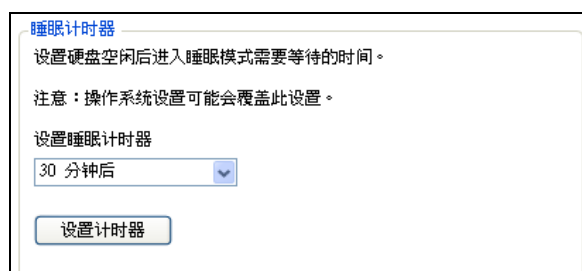 睡眠计时器
设置硬盘空闲后进入睡眠模式需要等待的时间。
注意：操作系统设置可能会覆盖此设置。
设置睡眠计时器
30 分钟后
设置计时器